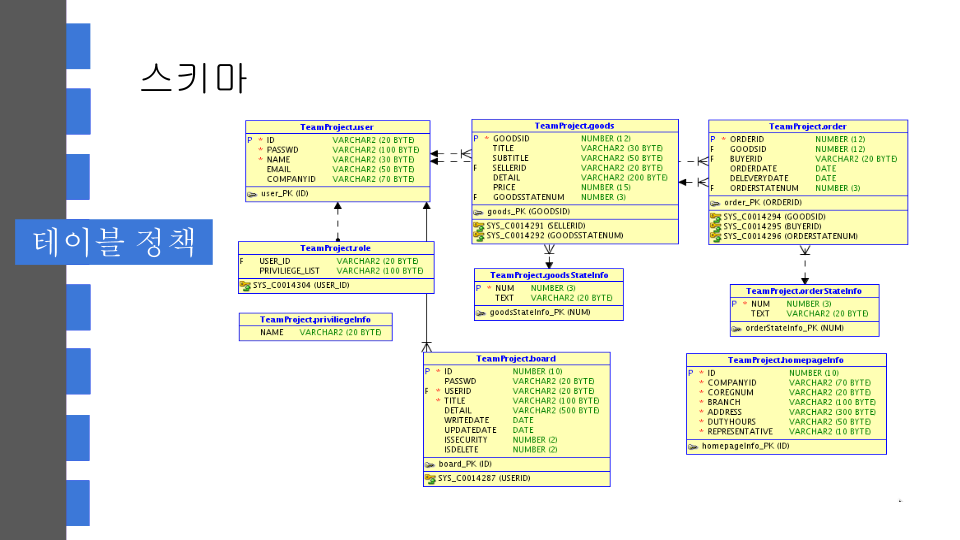 스키마
테이블 정책
TeamProject.user
P * ID VARCHAR2 (20 BYTE)
* PASSWD VARCHAR2 (100 BYTE)
* NAME VARCHAR2 (30 BYTE)
EMAIL VARCHAR2 (50 BYTE)
COMPANYID VARCHAR2 (70 BYTE)
user_PK (ID)
TeamProject.goods
P * GOODSID NUMBER (12)
TITLE VARCHAR2 (30 BYTE)
SUBTITLE VARCHAR2 (50 BYTE)
F SELLERID VARCHAR2 (20 BYTE)
DETAIL VARCHAR2 (200 BYTE)
PRICE NUMBER (15)
F GOODSSTATENUM NUMBER (3)
goods_PK (GOODSID)
SYS_C0014291 (SELLERID)
SYS_C0014292 (GOODSSTATENUM)
TeamProject.order
P * ORDERID NUMBER (12)
F GOODSID NUMBER (12)
F BUYERID VARCHAR2 (20 BYTE)
ORDERDATE DATE
DELEVERYDATE DATE
F ORDERSTATENUM NUMBER (3)
order_PK (ORDERID)
SYS_C0014294 (GOODSID)
SYS_C0014295 (BUYERID)
SYS_C0014296 (ORDERSTATENUM)
TeamProject.role
F USER_ID VARCHAR2 (20 BYTE)
PRIVILIEGE_LIST VARCHAR2 (100 BYTE)
SYS_C0014304 (USER_ID)
TeamProject.goodsStateInfo
P * NUM NUMBER (3)
TEXT VARCHAR2 (20 BYTE)
goodsStateInfo_PK (NUM)
TeamProject.orderStateInfo
P * NUM NUMBER (3)
TEXT VARCHAR2 (20 BYTE)
orderStateInfo_PK (NUM)
TeamProject.priviliegeInfo
NAME VARCHAR2 (20 BYTE)
TeamProject.board
P * ID NUMBER (10)
PASSWD VARCHAR2 (20 BYTE)
F * USERID VARCHAR2 (20 BYTE)
* TITLE VARCHAR2 (100 BYTE)
DETAIL VARCHAR2 (500 BYTE)
WRITEDATE DATE
UPDATEDATE DATE
ISSECURITY NUMBER (2)
ISDELETE NUMBER (2)
board_PK (ID)
SYS_C0014287 (USERID)
TeamProject.homepageInfo
P * ID NUMBER (10)
* COMPANYID VARCHAR2 (70 BYTE)
* COREGNUM VARCHAR2 (20 BYTE)
* BRANCH VARCHAR2 (100 BYTE)
* ADDRESS VARCHAR2 (300 BYTE)
* DUTYHOURS VARCHAR2 (50 BYTE)
* REPRESENTATIVE VARCHAR2 (10 BYTE)
homepageInfo_PK (ID)